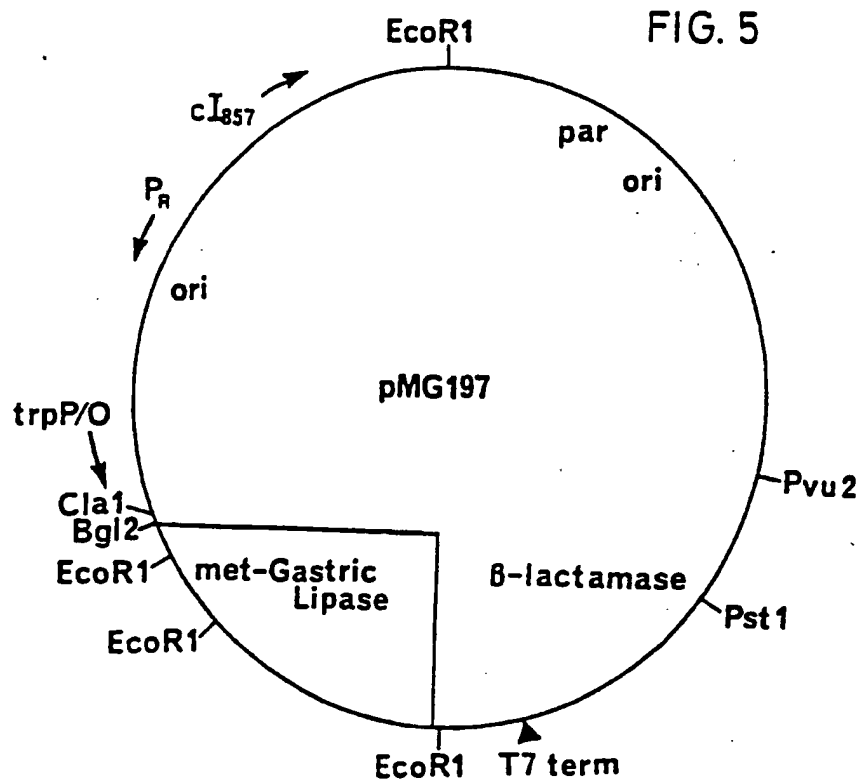 FIG. 5
EcoR1
cI857
par
ori
PR
ori
pMG197
trpP/O
Cla1
Bgl2
Pvu2
EcoR1
met-Gastric
Lipase
β-lactamase
Pst1
EcoR1
EcoR1
T7 term